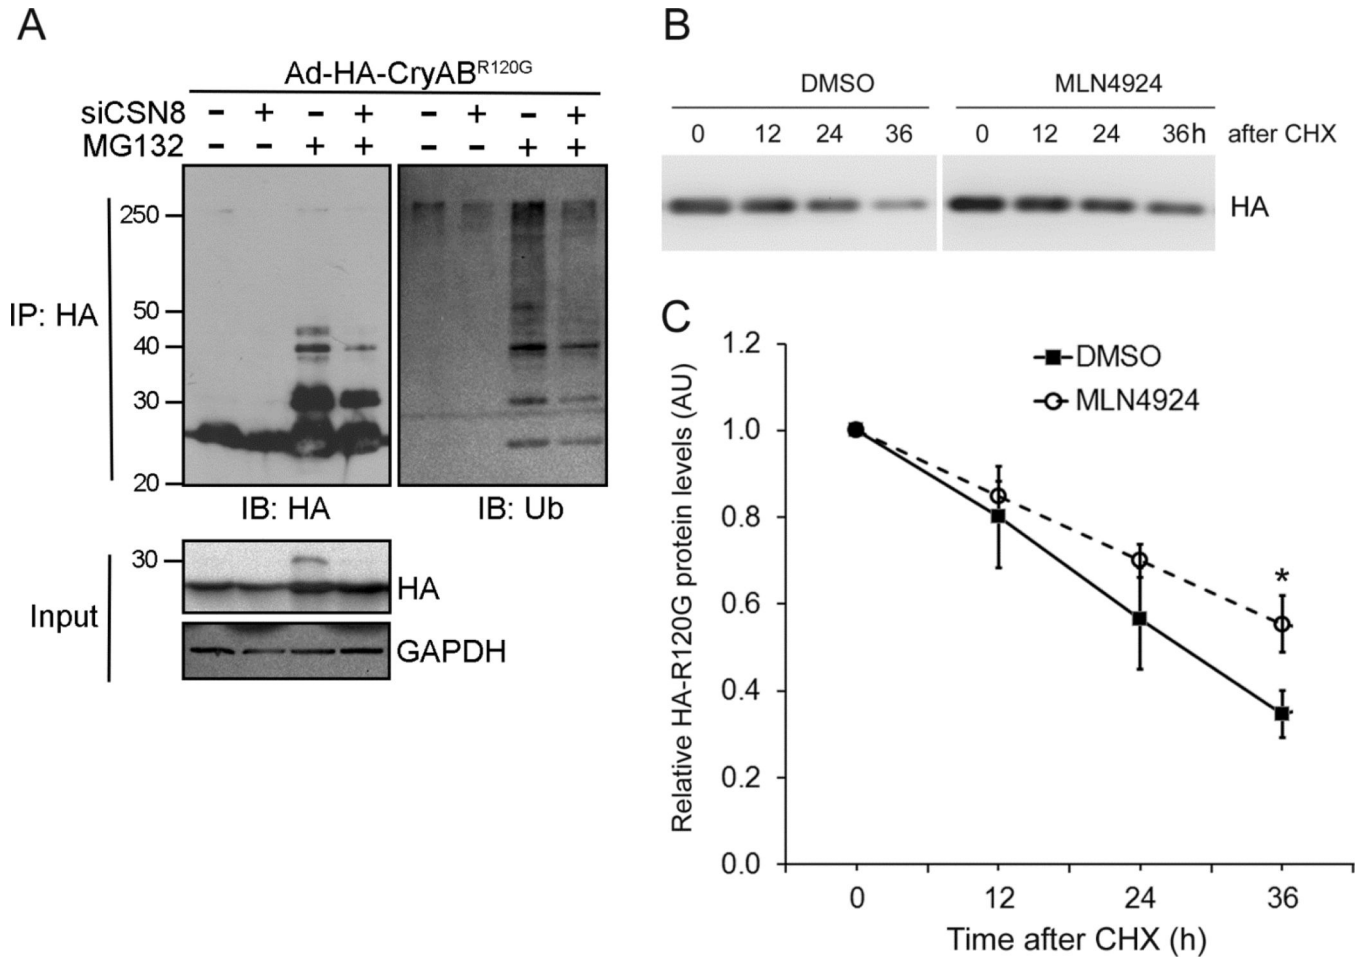 A
Ad-HA-CryABR120G
siCSN8 - + - + - + - +
MG132 - - + + - - + +
250
50
40
30
20
IP: HA
IB: HA IB: Ub
30
Input
HA
GAPDH
B
DMSO MLN4924
0 12 24 36 0 12 24 36h after CHX
HA
C
DMSO
MLN4924
1.2
1.0
0.8
0.6
0.4
0.2
0.0
*
Relative HA-R120G protein levels (AU)
0 12 24 36
Time after CHX (h)